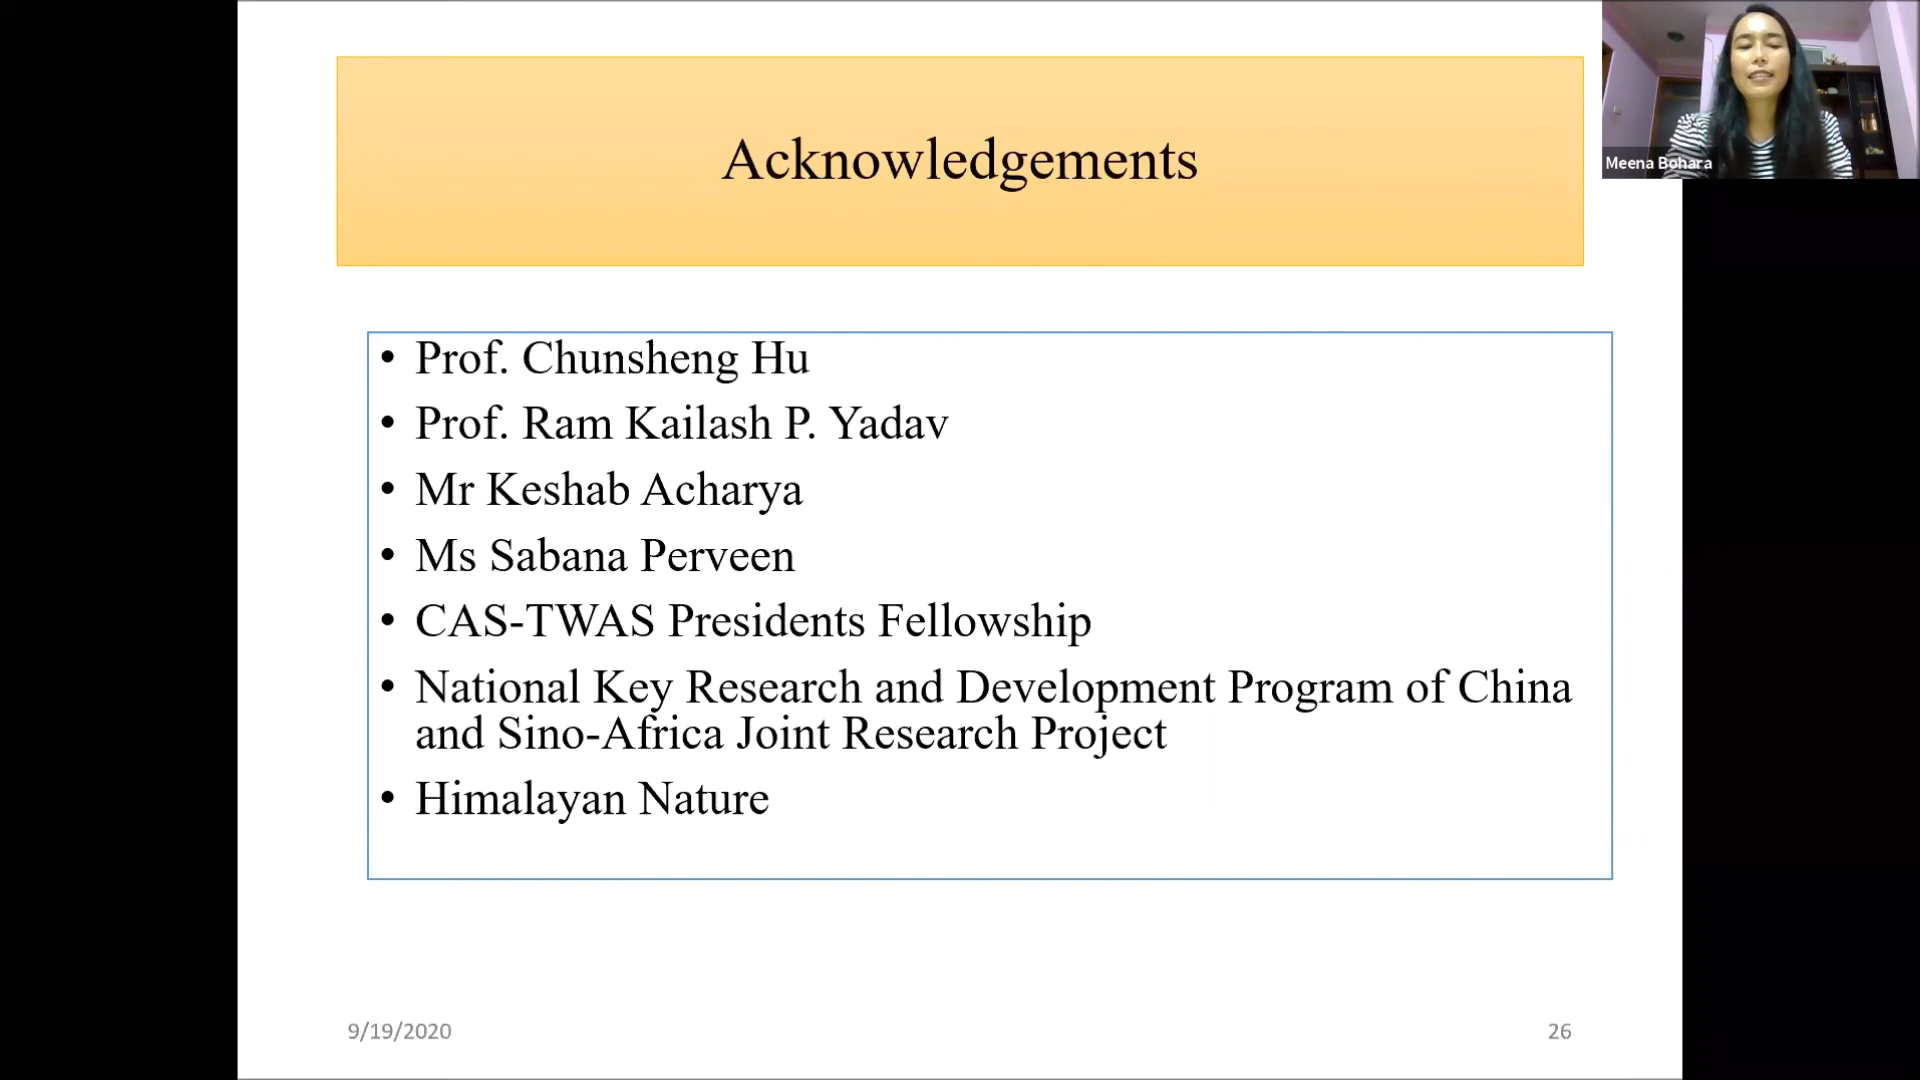 Acknowledgements
Meena Bohara
• Prof. Chunsheng Hu
• Prof. Ram Kailash P. Yadav
• Mr Keshab Acharya
• Ms Sabana Perveen
• CAS-TWAS Presidents Fellowship
• National Key Research and Development Program of China
and Sino-Africa Joint Research Project
• Himalayan Nature
9/19/2020
26